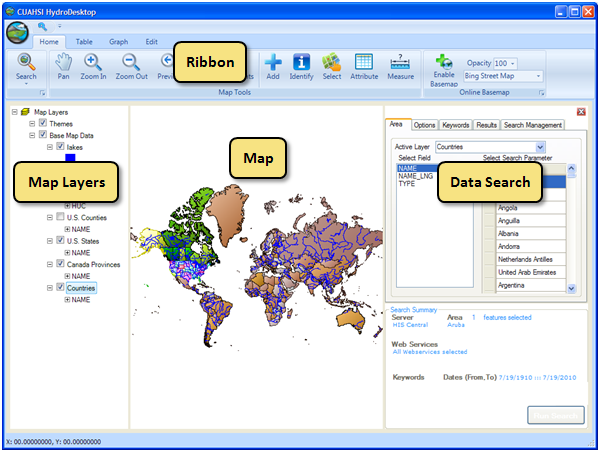 CUAHSI HydroDesktop
Home Table Graph Edit
Ribbon
Search Pan Zoom In Zoom Out Add Identify Select Attribute Measure Enable Basemap
Opacity 100
Bing Street Map
Map Tools Online Basemap
Map Layers
Themes
Base Map Data
lakes
Map Layers
HUC
U.S. Counties
NAME
U.S. States
NAME
Canada Provinces
NAME
Countries
NAME
Map
Area Options Keywords Results Search Management
Active Layer Countries
Select Field Select Search Parameter
NAME
NAME_LNG
TYPE
Data Search
Angola
Anguilla
Albania
Andorra
Netherlands Antilles
United Arab Emirates
Argentina
Search Summary
Server Area 1 features selected
HIS Central Aruba
Web Services
All Webservices selected
Keywords Dates (From,To) 7/19/1910 ::: 7/19/2010
X: 00.00000000, Y: 00.00000000